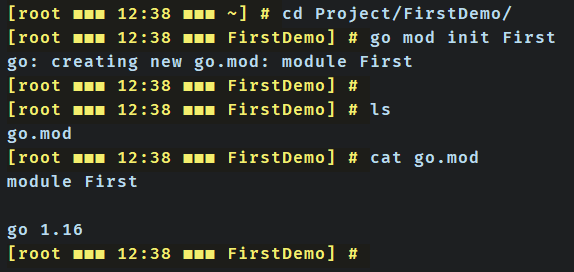 [root ■■■ 12:38 ■■■ ~] # cd Project/FirstDemo/
[root ■■■ 12:38 ■■■ FirstDemo] # go mod init First
go: creating new go.mod: module First
[root ■■■ 12:38 ■■■ FirstDemo] #
[root ■■■ 12:38 ■■■ FirstDemo] # ls
go.mod
[root ■■■ 12:38 ■■■ FirstDemo] # cat go.mod
module First

go 1.16
[root ■■■ 12:38 ■■■ FirstDemo] #